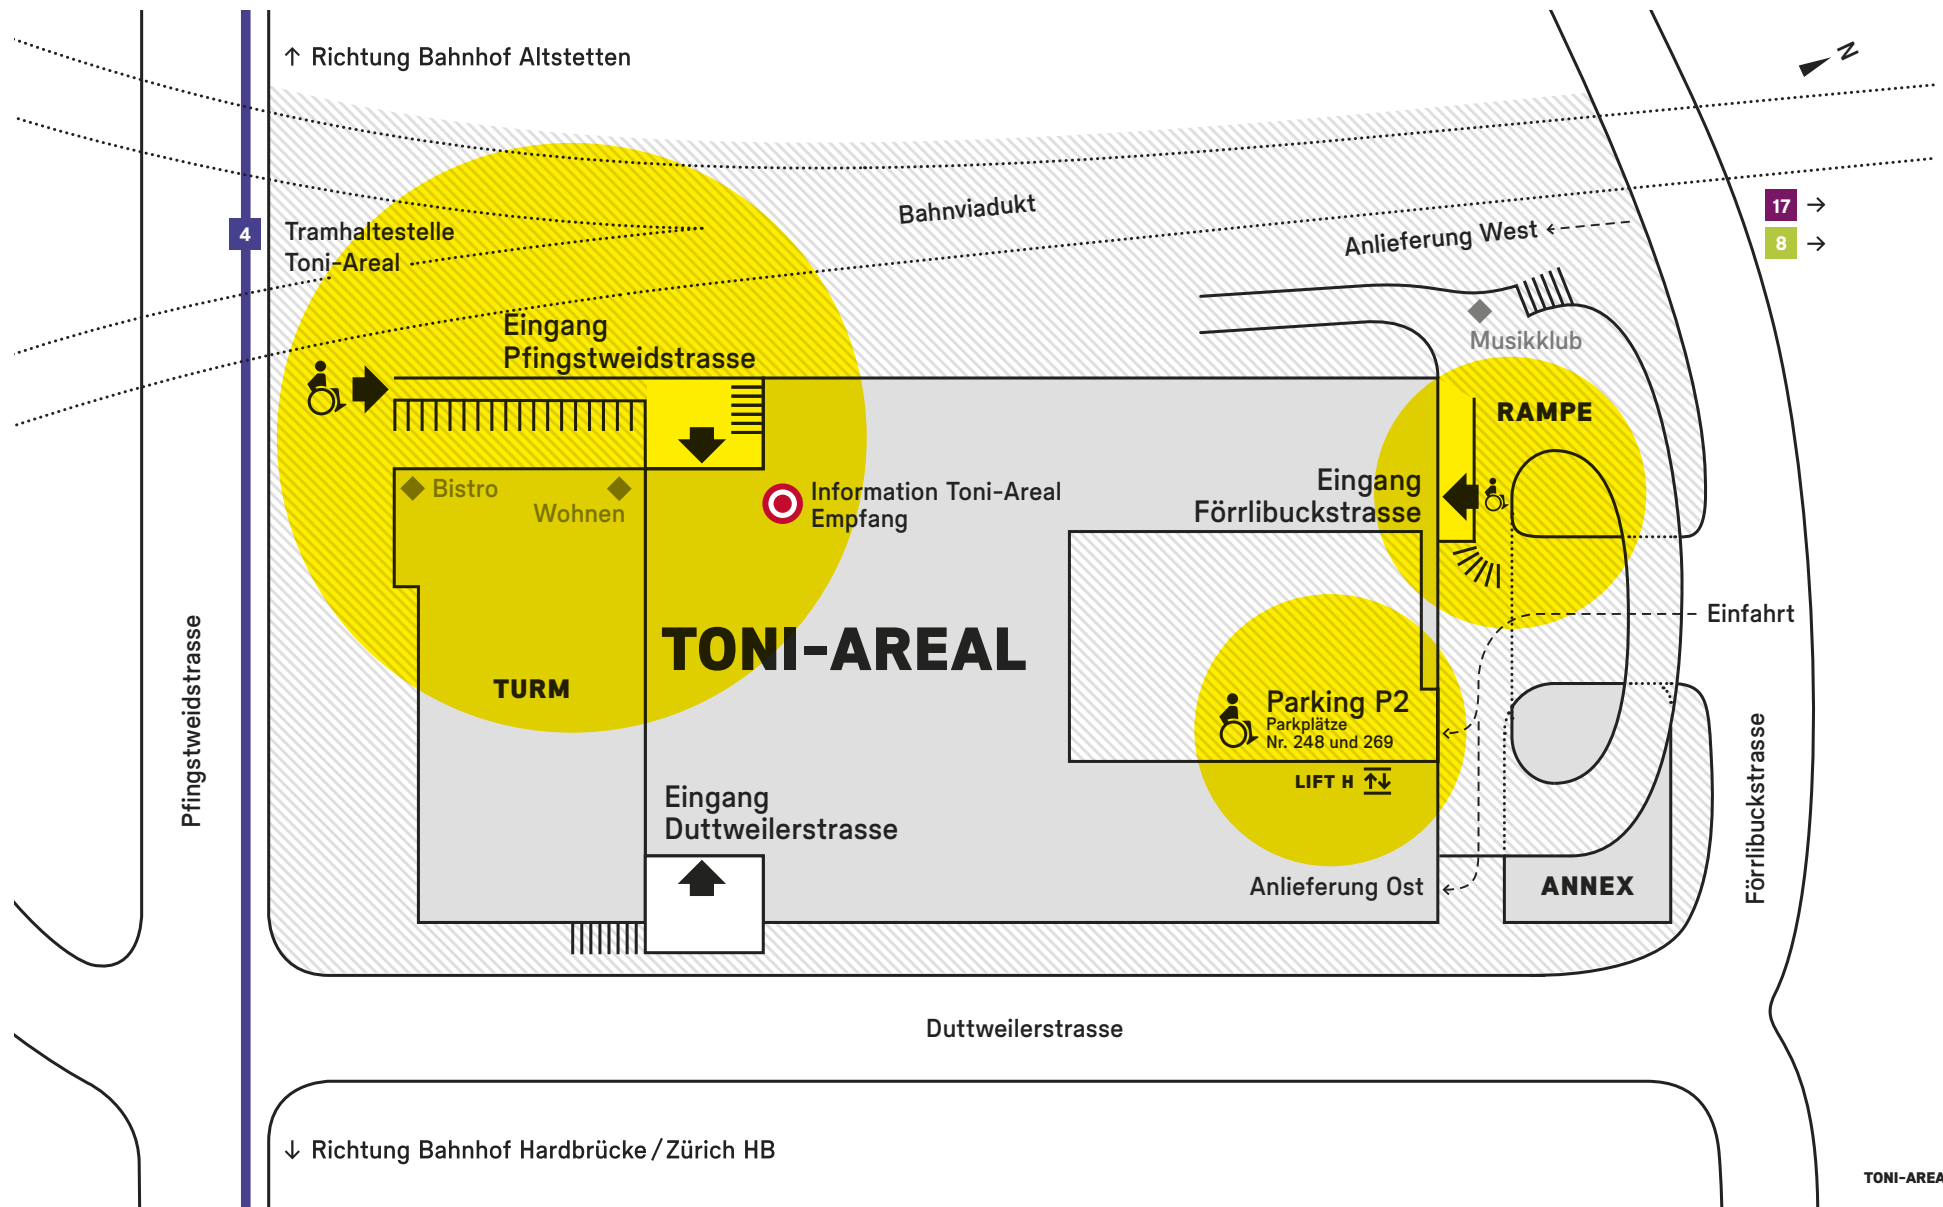 ↑ Richtung Bahnhof Altstetten
N
Bahnviadukt
17 →
8 →
Anlieferung West
4
Tramhaltestelle
Toni-Areal
Eingang
Pfingstweidstrasse
Musikklub
RAMPE
Bistro
Wohnen
Information Toni-Areal
Empfang
Eingang
Förrlibuckstrasse
Einfahrt
TONI-AREAL
TURM
Parking P2
Parkplätze
Nr. 248 und 269
LIFT H
Pfingstweidstrasse
Förrlibuckstrasse
Eingang
Duttweilerstrasse
Anlieferung Ost
ANNEX
Duttweilerstrasse
↓ Richtung Bahnhof Hardbrücke / Zürich HB
TONI-AREA